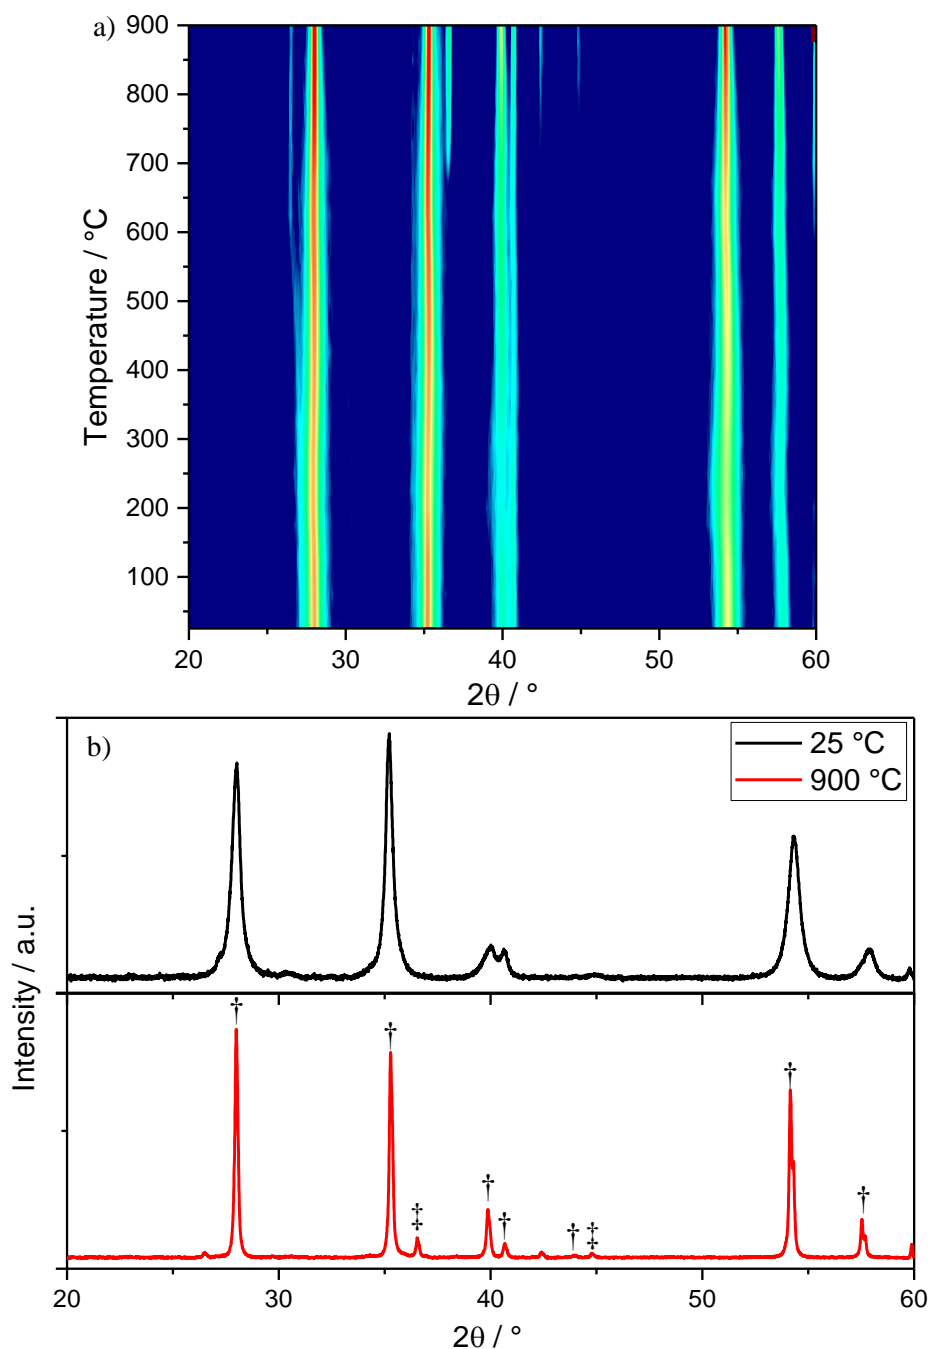 a)
900
800
700
600
500
400
300
200
100
Temperature / °C
20 30 40 50 60
2θ / °
b)
25 °C
900 °C
Intensity / a.u.
† † ‡ † † † ‡ † †
20 30 40 50 60
2θ / °